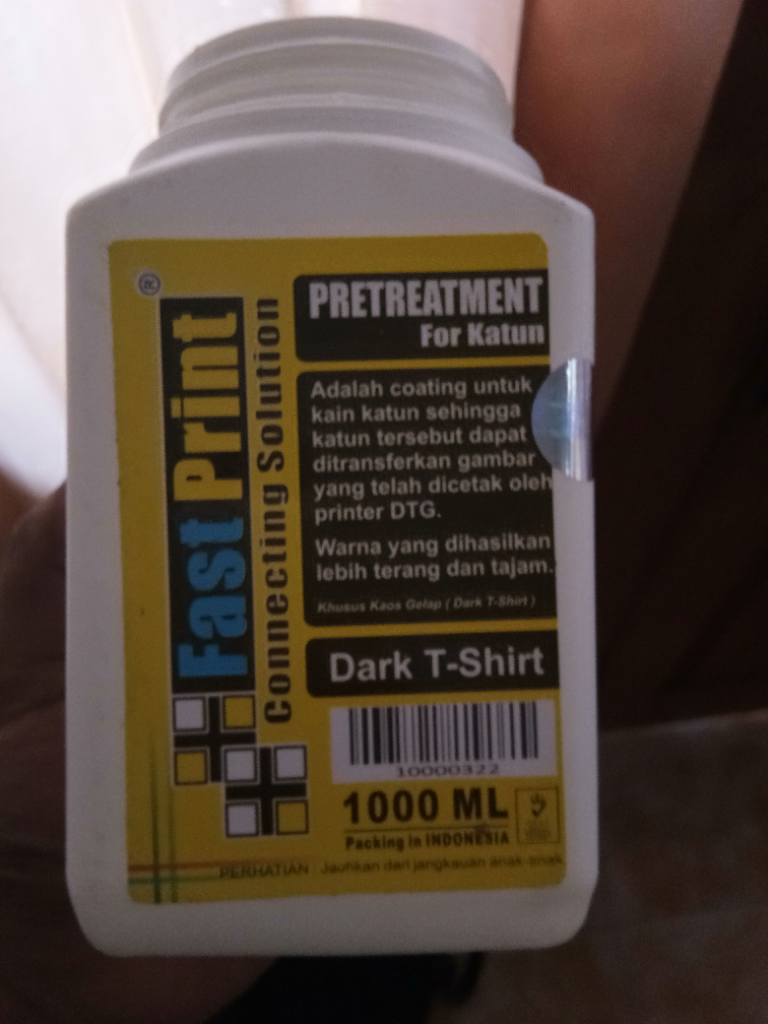 Fast Print
Connecting Solution
PRETREATMENT
For Katun
Adalah coating untuk
kain katun sehingga
katun tersebut dapat
ditransferkan gambar
yang telah dicetak oleh
printer DTG.
Warna yang dihasilkan
lebih terang dan tajam.
Khusus Kaos Gelap ( Dark T-Shirt )
Dark T-Shirt
10000322
1000 ML
Packing in INDONESIA
PERHATIAN : Jauhkan dari jangkauan anak-anak